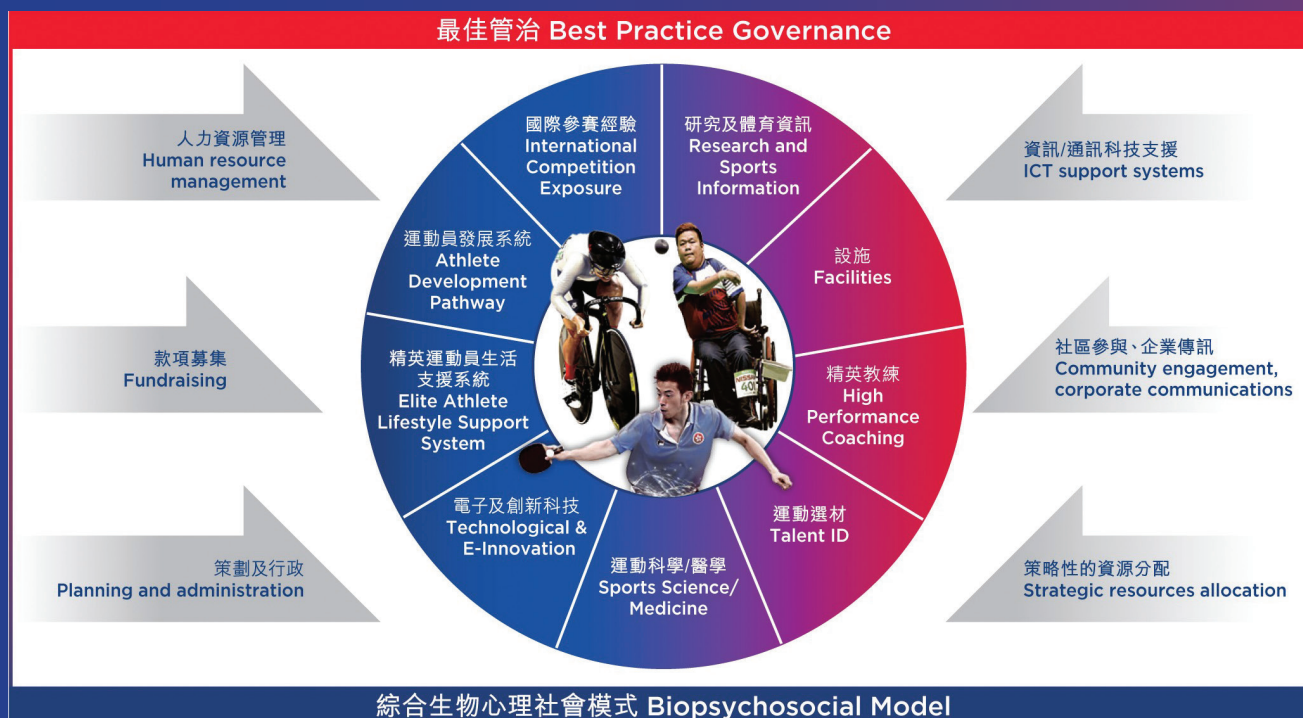 最佳管治 Best Practice Governance
人力資源管理
Human resource
management
款項募集
Fundraising
策劃及行政
Planning and administration
國際參賽經驗
International
Competition
Exposure
研究及體育資訊
Research and
Sports
Information
設施
Facilities
精英教練
High
Performance
Coaching
運動選材
Talent ID
運動科學/醫學
Sports Science/
Medicine
電子及創新科技
Technological &
E-Innovation
精英運動員生活
支援系統
Elite Athlete
Lifestyle Support
System
運動員發展系統
Athlete
Development
Pathway
NISSAN
40
資訊/通訊科技支援
ICT support systems
社區參與、企業傳訊
Community engagement,
corporate communications
策略性的資源分配
Strategic resources allocation
綜合生物心理社會模式 Biopsychosocial Model